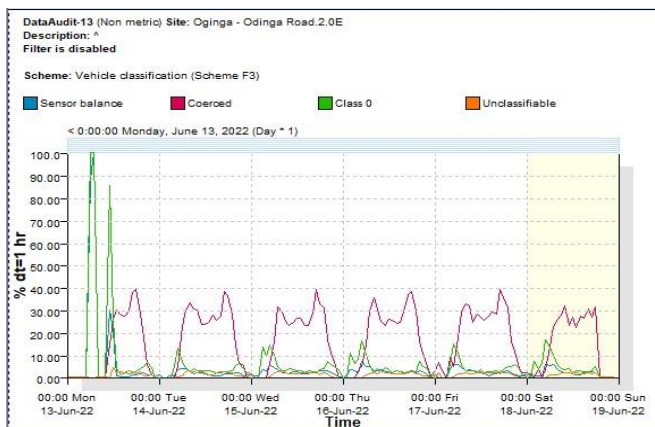 DataAudit-13 (Non metric) Site: Oginga - Odinga Road.2.0E
Description: ^
Filter is disabled
Scheme: Vehicle classification (Scheme F3)
Sensor balance Coerced Class 0 Unclassifiable
< 0:00:00 Monday, June 13, 2022 (Day * 1)
100.0
90.00
80.00
70.00
60.00
50.00
40.00
30.00
20.00
10.00
0.00
% dt=1 hr
00:00 Mon 00:00 Tue 00:00 Wed 00:00 Thu 00:00 Fri 00:00 Sat 00:00 Sun
13-Jun-22 14-Jun-22 15-Jun-22 16-Jun-22 17-Jun-22 18-Jun-22 19-Jun-22
Time